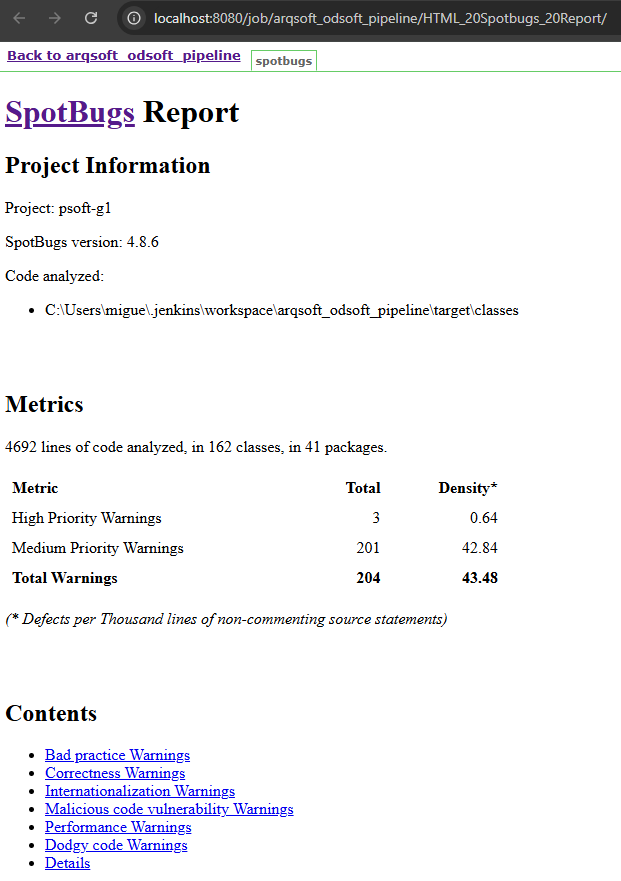 localhost:8080/job/arqsoft_odsoft_pipeline/HTML_20Spotbugs_20Report/
Back to arqsoft_odsoft_pipeline spotbugs
SpotBugs Report
Project Information
Project: psoft-g1
SpotBugs version: 4.8.6
Code analyzed:
• C:\Users\migue\.jenkins\workspace\arqsoft_odsoft_pipeline\target\classes
Metrics
4692 lines of code analyzed, in 162 classes, in 41 packages.
Metric Total Density*
High Priority Warnings 3 0.64
Medium Priority Warnings 201 42.84
Total Warnings 204 43.48
(* Defects per Thousand lines of non-commenting source statements)
Contents
• Bad practice Warnings
• Correctness Warnings
• Internationalization Warnings
• Malicious code vulnerability Warnings
• Performance Warnings
• Dodgy code Warnings
• Details